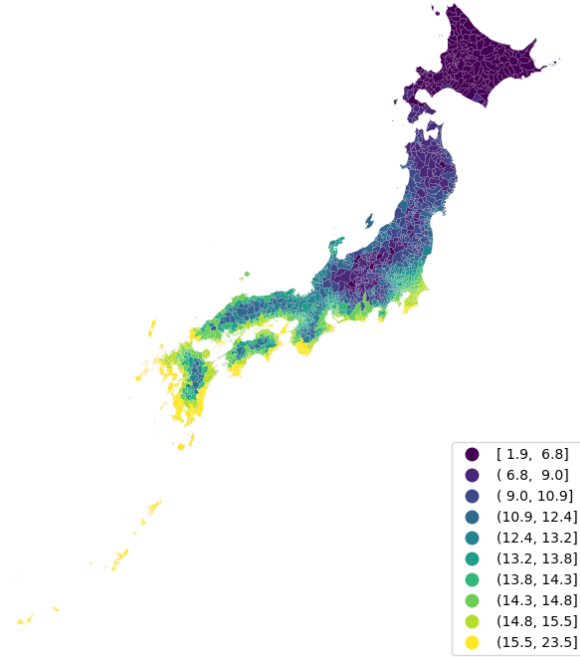 [ 1.9,  6.8]
( 6.8,  9.0]
( 9.0, 10.9]
(10.9, 12.4]
(12.4, 13.2]
(13.2, 13.8]
(13.8, 14.3]
(14.3, 14.8]
(14.8, 15.5]
(15.5, 23.5]